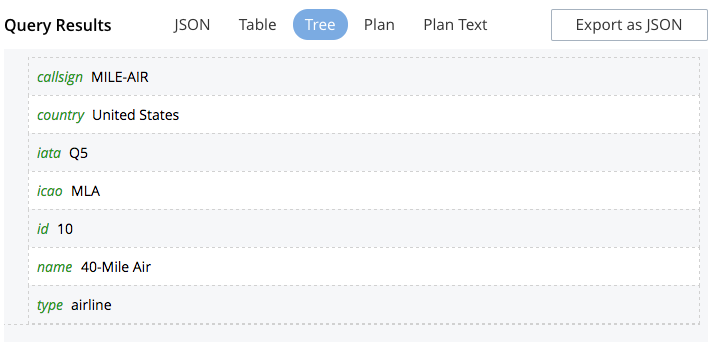 Query Results JSON Table Tree Plan Plan Text Export as JSON
callsign MILE-AIR
country United States
iata Q5
icao MLA
id 10
name 40-Mile Air
type airline